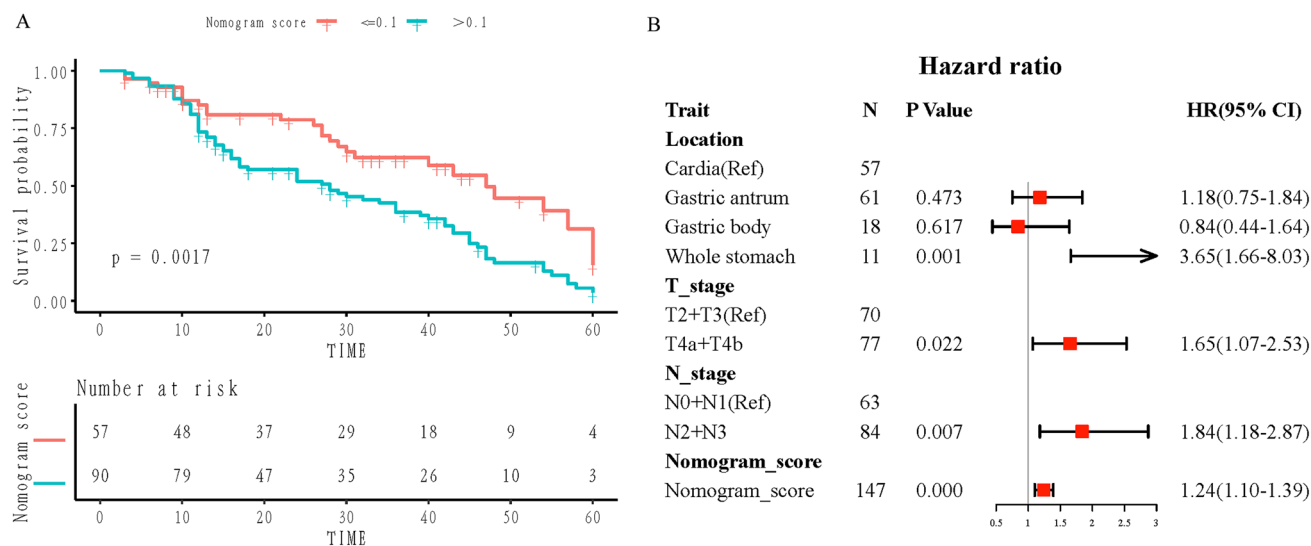 A
Nomogram score <=0.1 >0.1
Survival probability
1.00
0.75
0.50
0.25
0.00
p = 0.0017
0 10 20 30 40 50 60
TIME
Number at risk
Nomogram score
57 48 37 29 18 9 4
90 79 47 35 26 10 3
0 10 20 30 40 50 60
TIME
B
Hazard ratio
Trait N P Value HR(95% CI)
Location
Cardia(Ref) 57
Gastric antrum 61 0.473 1.18(0.75-1.84)
Gastric body 18 0.617 0.84(0.44-1.64)
Whole stomach 11 0.001 3.65(1.66-8.03)
T_stage
T2+T3(Ref) 70
T4a+T4b 77 0.022 1.65(1.07-2.53)
N_stage
N0+N1(Ref) 63
N2+N3 84 0.007 1.84(1.18-2.87)
Nomogram_score
Nomogram_score 147 0.000 1.24(1.10-1.39)
0.5 1 1.5 2 2.5 3